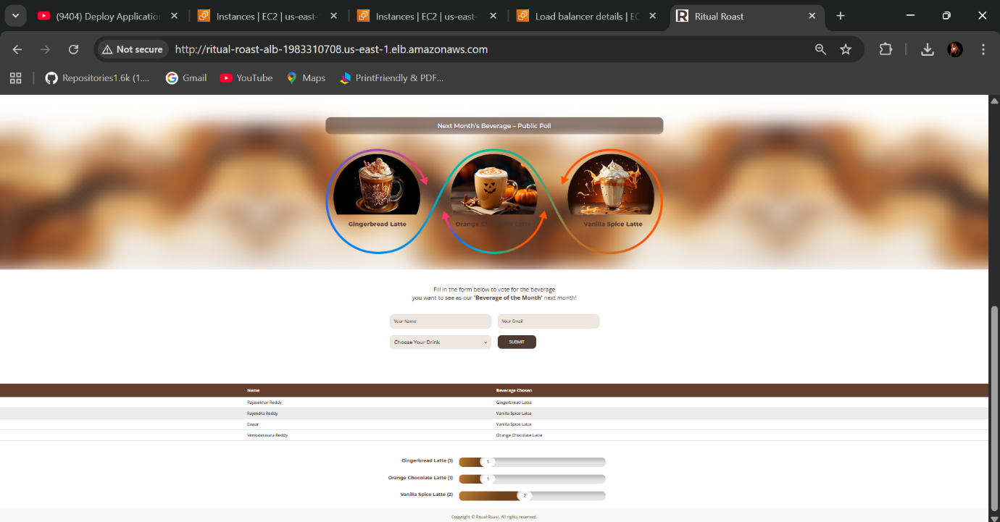 (9404) Deploy Application
Instances | EC2 | us-east-
Instances | EC2 | us-east-
Load balancer details | EC
Ritual Roast
Not secure
http://ritual-roast-alb-1983310708.us-east-1.elb.amazonaws.com
Repositories1.6k (1....
Gmail
YouTube
Maps
PrintFriendly & PDF...
Next Month's Beverage – Public Poll
Gingerbread Latte
Orange Chocolate Latte
Vanilla Spice Latte
Fill in the form below to vote for the beverage
you want to see as our 'Beverage of the Month' next month!
Your Name
Your Email
Choose Your Drink
SUBMIT
Name Beverage Chosen
Rajasekhar Reddy Gingerbread Latte
Rajendra Reddy Vanilla Spice Latte
Eswar Vanilla Spice Latte
Venkateswara Reddy Orange Chocolate Latte
Gingerbread Latte (1) 1
Orange Chocolate Latte (1) 1
Vanilla Spice Latte (2) 2
Copyright © Ritual Roast. All rights reserved.